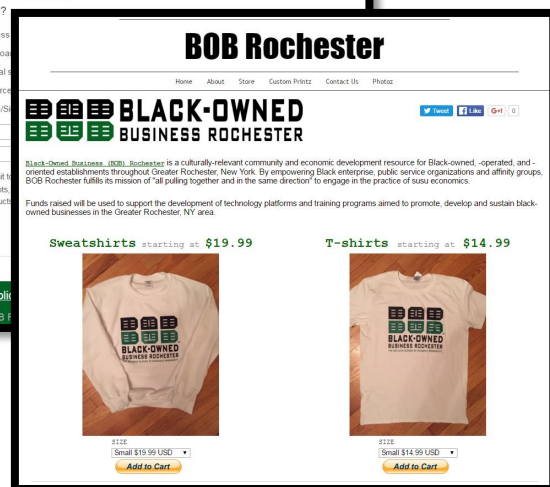 ?
BOB Rochester
Home About Store Custom Printz Contact Us Photoz
BLACK-OWNED
BUSINESS ROCHESTER
Tweet Like G+1 0
Black-Owned Business (BOB) Rochester is a culturally-relevant community and economic development resource for Black-owned, -operated, and -
oriented establishments throughout Greater Rochester, New York. By empowering Black enterprise, public service organizations and affinity groups,
BOB Rochester fulfills its mission of "all pulling together and in the same direction" to engage in the practice of susu economics.
Funds raised will be used to support the development of technology platforms and training programs aimed to promote, develop and sustain black-
owned businesses in the Greater Rochester, NY area.
Sweatshirts starting at $19.99
T-shirts starting at $14.99
BOB
BOB
BLACK-OWNED
BUSINESS ROCHESTER
BOB
BOB
BLACK-OWNED
BUSINESS ROCHESTER
SIZE
Small $19.99 USD
Add to Cart
SIZE
Small $14.99 USD
Add to Cart